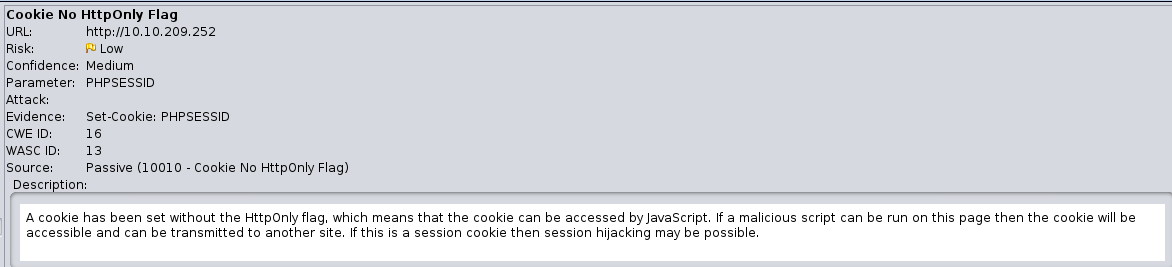 Cookie No HttpOnly Flag
URL: http://10.10.209.252
Risk: Low
Confidence: Medium
Parameter: PHPSESSID
Attack:
Evidence: Set-Cookie: PHPSESSID
CWE ID: 16
WASC ID: 13
Source: Passive (10010 - Cookie No HttpOnly Flag)
Description:
A cookie has been set without the HttpOnly flag, which means that the cookie can be accessed by JavaScript. If a malicious script can be run on this page then the cookie will be
accessible and can be transmitted to another site. If this is a session cookie then session hijacking may be possible.